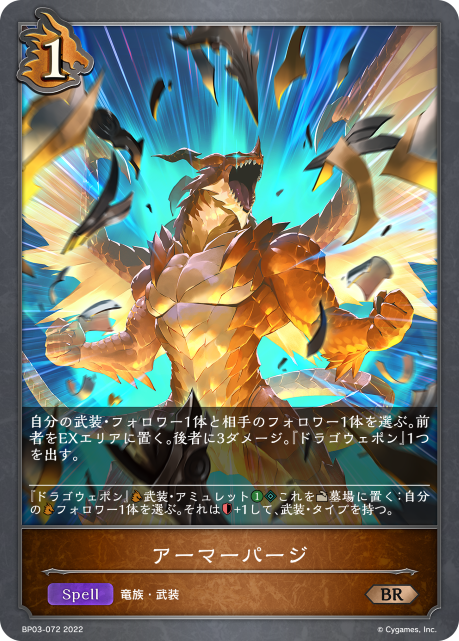 1
自分の武装・フォロワー1体と相手のフォロワー1体を選ぶ。前
者をEXエリアに置く。後者に3ダメージ。『ドラゴウェポン』1つ
を出す。
『ドラゴウェポン』武装・アミュレット1これを墓場に置く：自分
のフォロワー1体を選ぶ。それは+1して、武装・タイプを持つ。
アーマーパージ
Spell 竜族・武装 BR
BP03-072 2022 © Cygames, Inc.